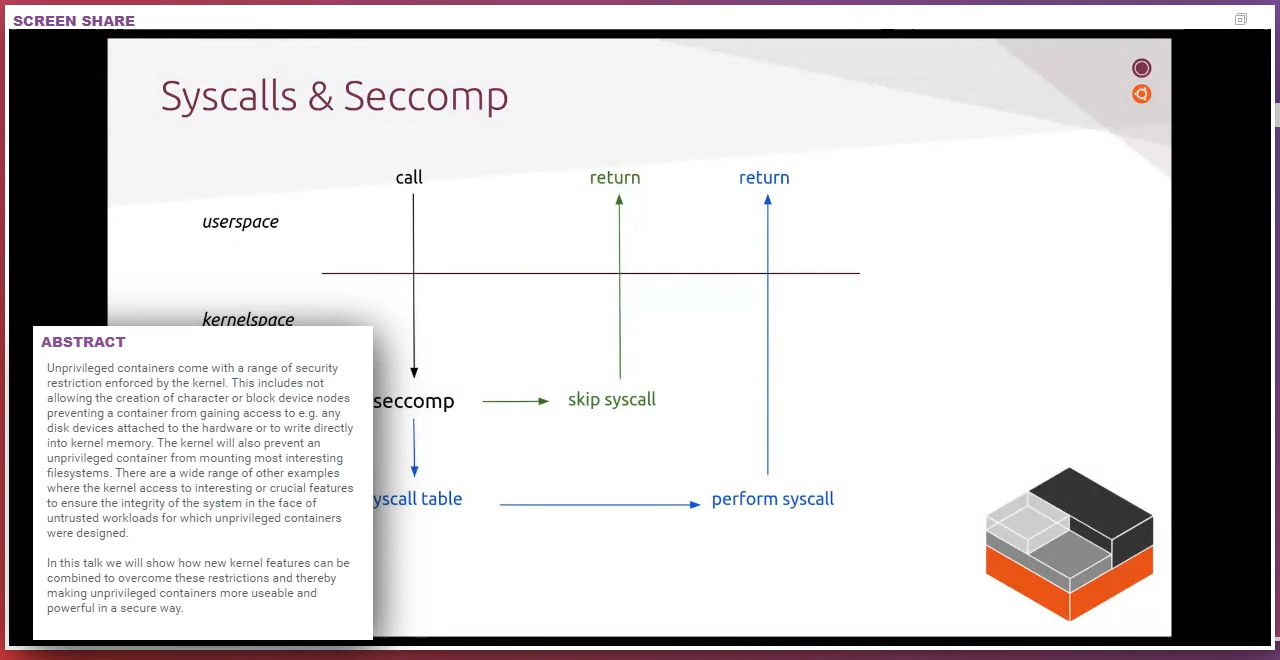 SCREEN SHARE
Syscalls & Seccomp
call
return
return
userspace
kernelspace
seccomp
skip syscall
yscall table
perform syscall
ABSTRACT
Unprivileged containers come with a range of security
restriction enforced by the kernel. This includes not
allowing the creation of character or block device nodes
preventing a container from gaining access to e.g. any
disk devices attached to the hardware or to write directly
into kernel memory. The kernel will also prevent an
unprivileged container from mounting most interesting
filesystems. There are a wide range of other examples
where the kernel access to interesting or crucial features
to ensure the integrity of the system in the face of
untrusted workloads for which unprivileged containers
were designed.
In this talk we will show how new kernel features can be
combined to overcome these restrictions and thereby
making unprivileged containers more useable and
powerful in a secure way.